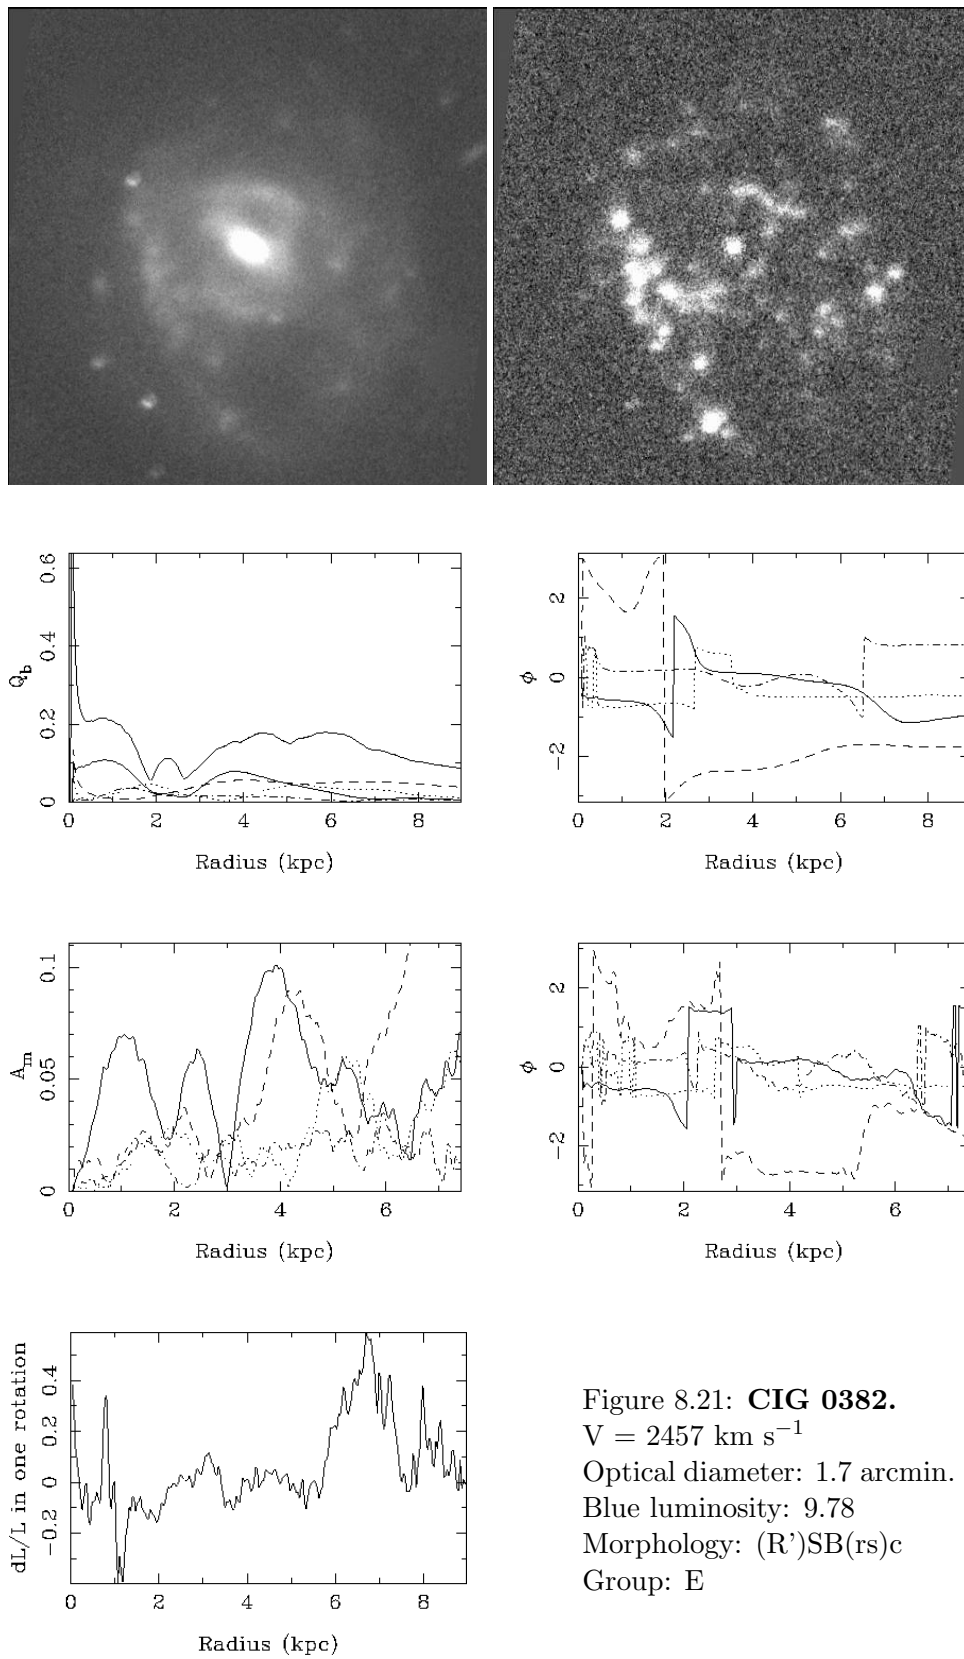 0.6
0.4
0.2
0
Q_b
0 2 4 6 8
Radius (kpc)
2
0
−2
φ
0 2 4 6 8
Radius (kpc)
0.1
0.05
0
A_m
0 2 4 6
Radius (kpc)
2
0
−2
φ
0 2 4 6
Radius (kpc)
0.4
0.2
0
−0.2
dL/L in one rotation
0 2 4 6 8
Radius (kpc)
Figure 8.21: CIG 0382.
V = 2457 km s⁻¹
Optical diameter: 1.7 arcmin.
Blue luminosity: 9.78
Morphology: (R’)SB(rs)c
Group: E